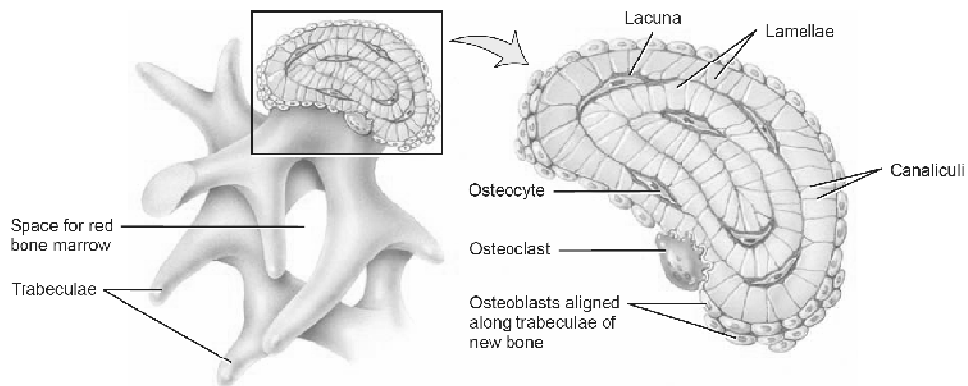 Lacuna
Lamellae
Canaliculi
Osteocyte
Space for red
bone marrow
Osteoclast
Trabeculae
Osteoblasts aligned
along trabeculae of
new bone